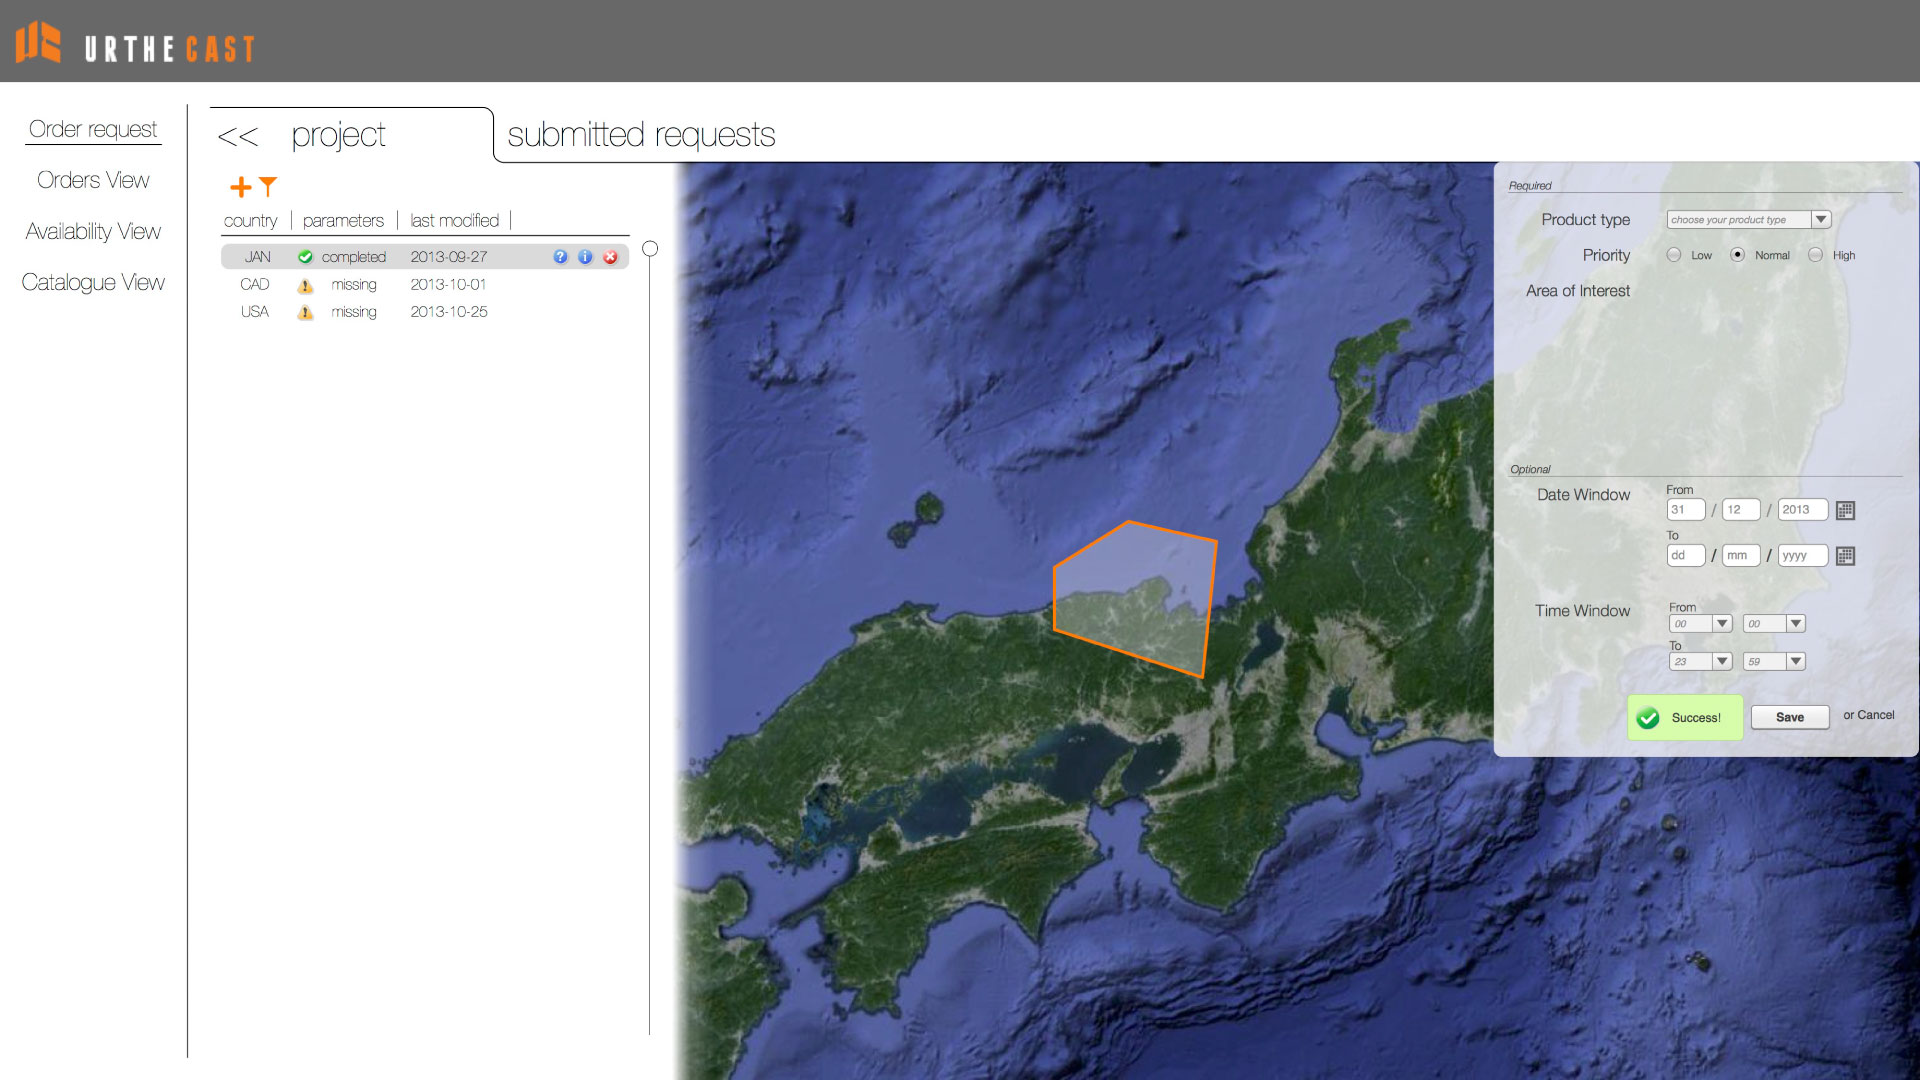 URTHECAST
Order request
Orders View
Availability View
Catalogue View
<< project
submitted requests
country | parameters | last modified |
JAN completed 2013-09-27 ? i
CAD ! missing 2013-10-01
USA ! missing 2013-10-25
Required
Product type choose your product type
Priority Low Normal High
Area of Interest
Optional
Date Window From
31 / 12 / 2013
To
dd / mm / yyyy
Time Window From
00 00
To
23 59
Success! Save or Cancel